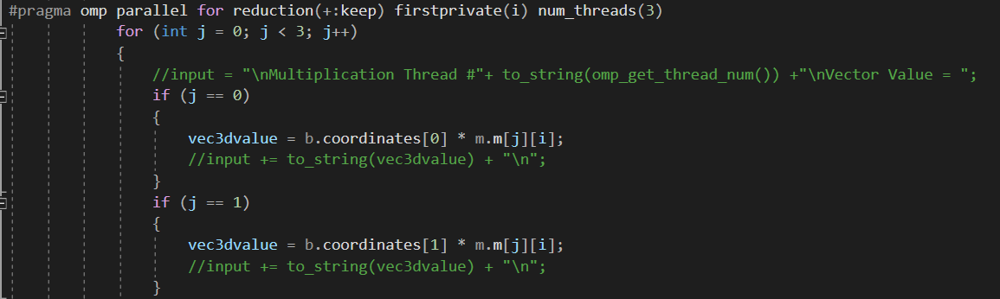 #pragma omp parallel for reduction(+:keep) firstprivate(i) num_threads(3)
for (int j = 0; j < 3; j++)
{
//input = "\nMultiplication Thread #"+ to_string(omp_get_thread_num()) +"\nVector Value = ";
if (j == 0)
{
vec3dvalue = b.coordinates[0] * m.m[j][i];
//input += to_string(vec3dvalue) + "\n";
}
if (j == 1)
{
vec3dvalue = b.coordinates[1] * m.m[j][i];
//input += to_string(vec3dvalue) + "\n";
}